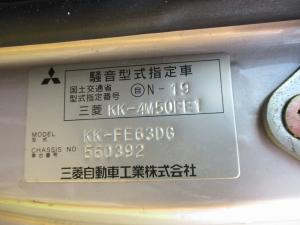 騒音型式指定車
国土交通省
型式指定番号 自 N-19
三菱 KK-4M50FE1
MODEL KK-FE63DG
型式
CHASSIS NO 560392
車台番号
三菱自動車工業株式会社